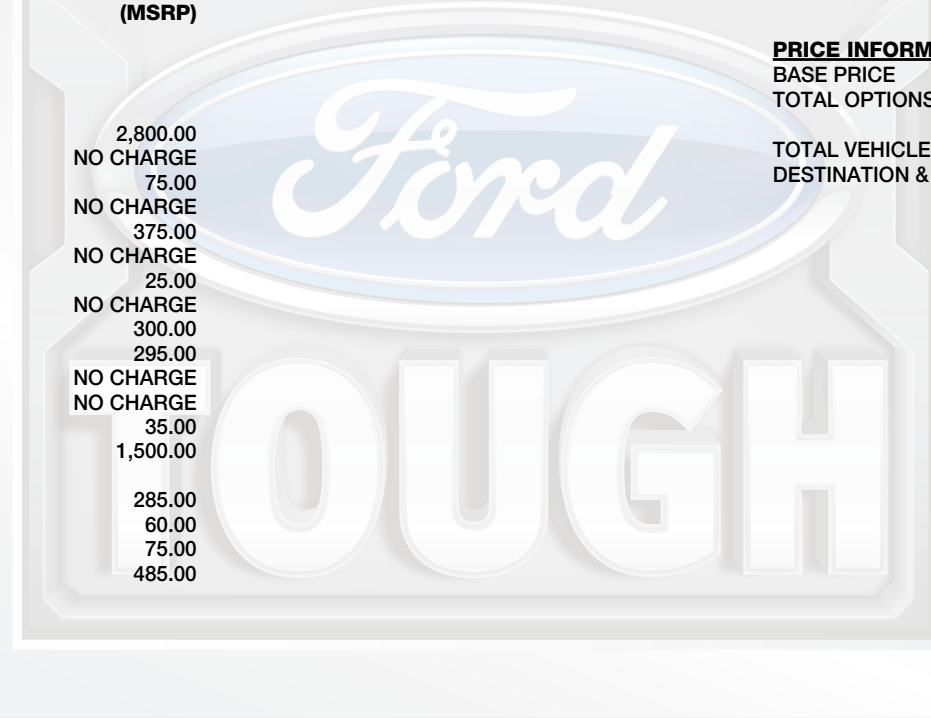 (MSRP)
2,800.00
NO CHARGE
75.00
NO CHARGE
375.00
NO CHARGE
25.00
NO CHARGE
300.00
295.00
NO CHARGE
NO CHARGE
35.00
1,500.00
285.00
60.00
75.00
485.00
PRICE INFORM
BASE PRICE
TOTAL OPTIONS
TOTAL VEHICLE
DESTINATION &
Ford
TOUGH